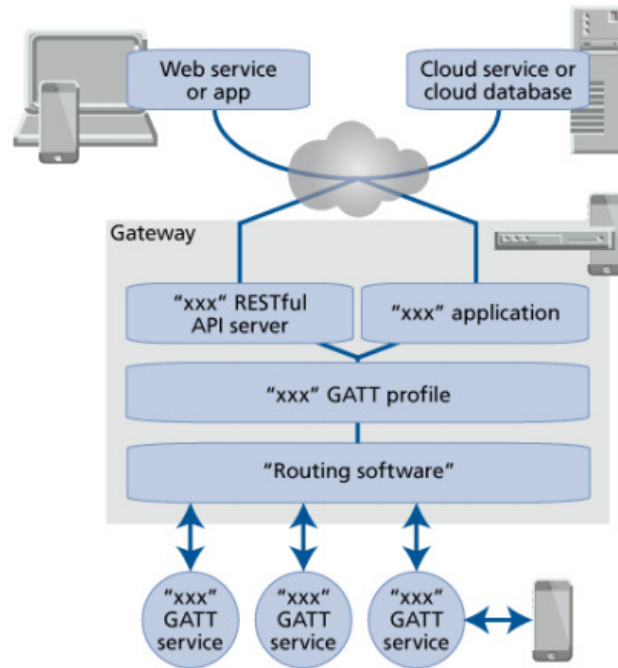 Web service
or app
Cloud service or
cloud database
Gateway
“xxx” RESTful
API server
“xxx” application
“xxx” GATT profile
“Routing software”
“xxx”
GATT
service
“xxx”
GATT
service
“xxx”
GATT
service